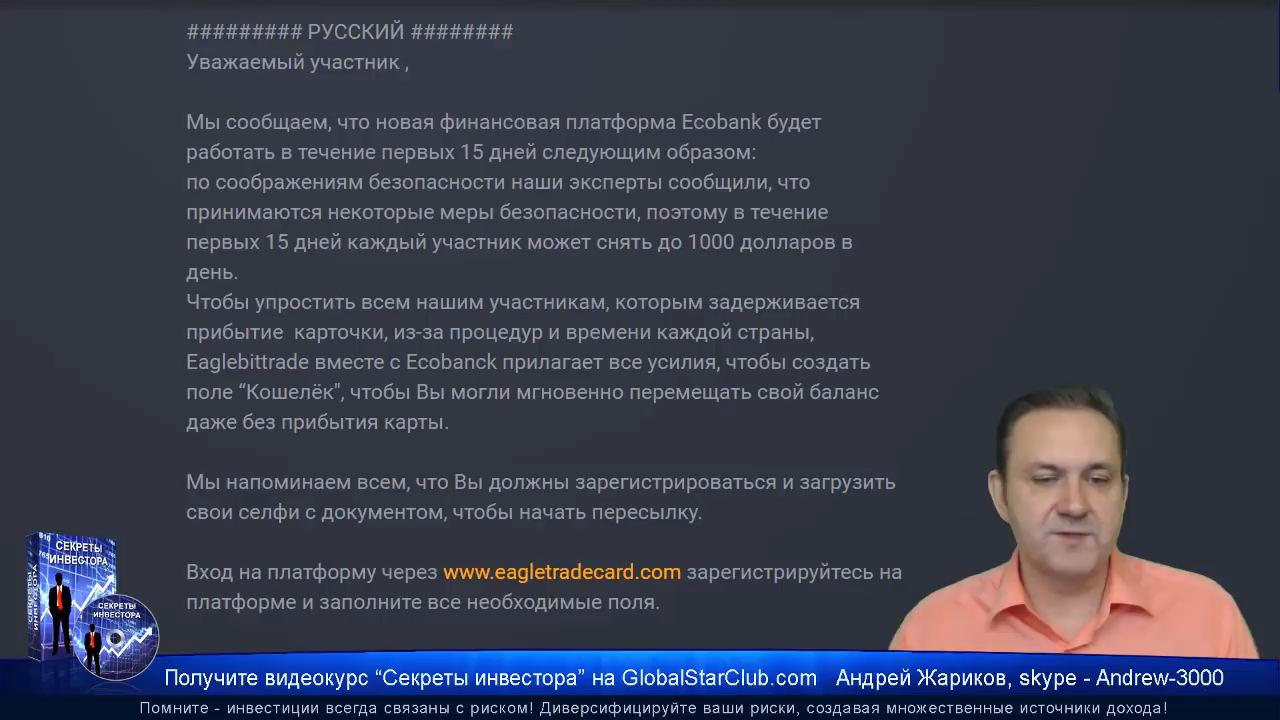 ######### РУССКИЙ ########
Уважаемый участник ,
Мы сообщаем, что новая финансовая платформа Ecobank будет
работать в течение первых 15 дней следующим образом:
по соображениям безопасности наши эксперты сообщили, что
принимаются некоторые меры безопасности, поэтому в течение
первых 15 дней каждый участник может снять до 1000 долларов в
день.
Чтобы упростить всем нашим участникам, которым задерживается
прибытие  карточки, из-за процедур и времени каждой страны,
Eaglebittrade вместе с Ecobanck прилагает все усилия, чтобы создать
поле “Кошелёк", чтобы Вы могли мгновенно перемещать свой баланс
даже без прибытия карты.
Мы напоминаем всем, что Вы должны зарегистрироваться и загрузить
свои селфи с документом, чтобы начать пересылку.
Вход на платформу через www.eagletradecard.com зарегистрируйтесь на
платформе и заполните все необходимые поля.
СЕКРЕТЫ
ИНВЕСТОРА
СЕКРЕТЫ
ИНВЕСТОРА
Получите видеокурс “Секреты инвестора” на GlobalStarClub.com   Андрей Жариков, skype - Andrew-3000
Помните - инвестиции всегда связаны с риском! Диверсифицируйте ваши риски, создавая множественные источники дохода!